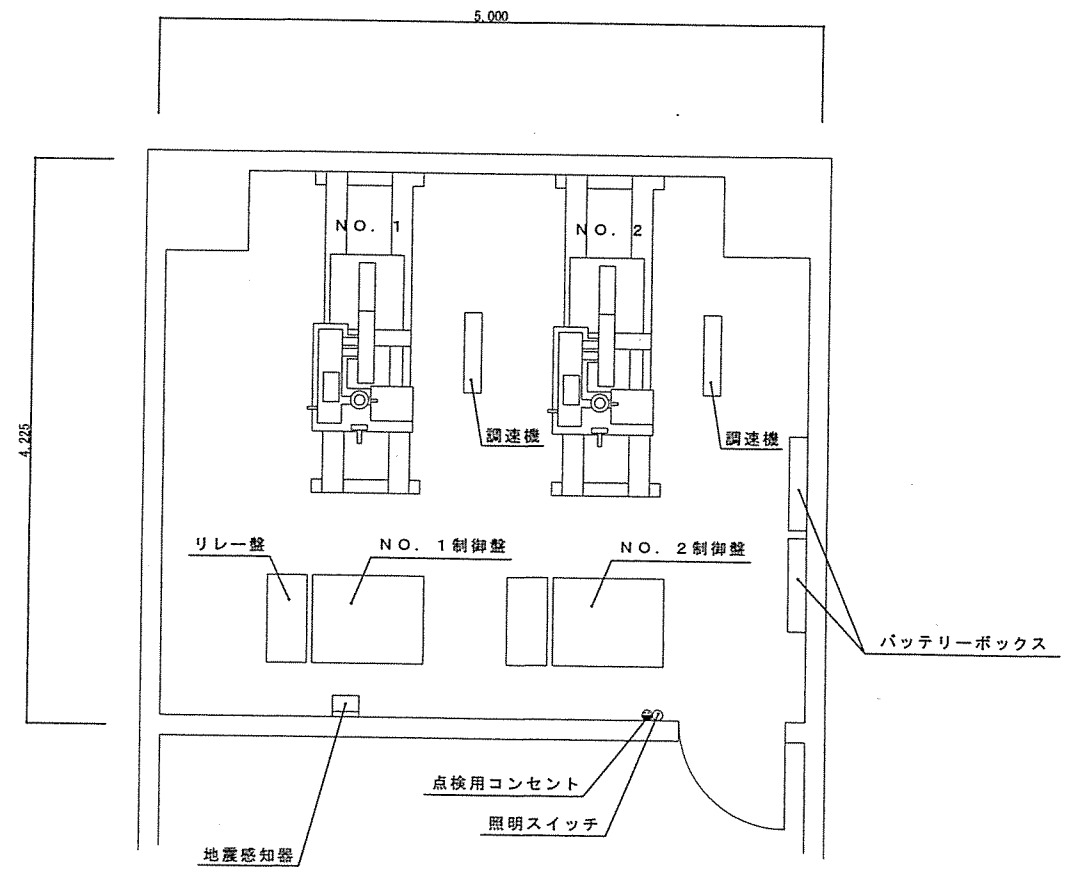 5,000
NO. 1
NO. 2
4,225
調速機
調速機
リレー盤
NO. 1制御盤
NO. 2制御盤
バッテリーボックス
点検用コンセント
照明スイッチ
地震感知器